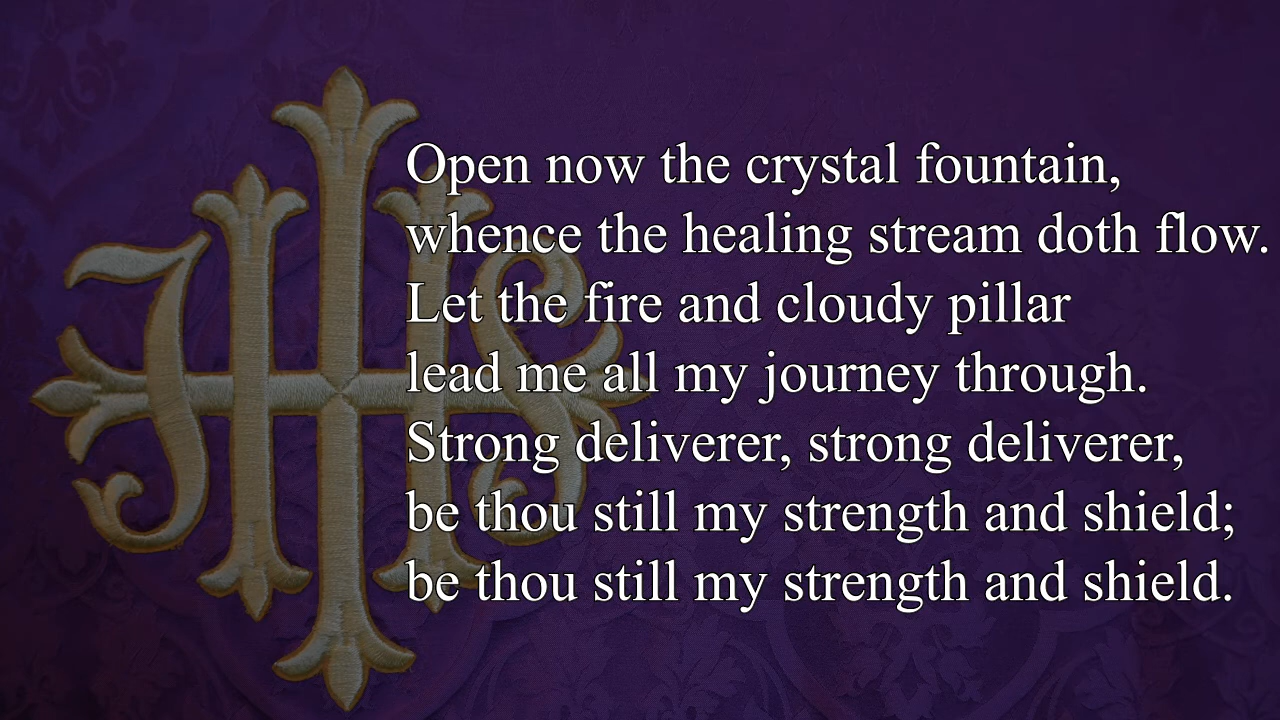 IHS
Open now the crystal fountain,
whence the healing stream doth flow.
Let the fire and cloudy pillar
lead me all my journey through.
Strong deliverer, strong deliverer,
be thou still my strength and shield;
be thou still my strength and shield.